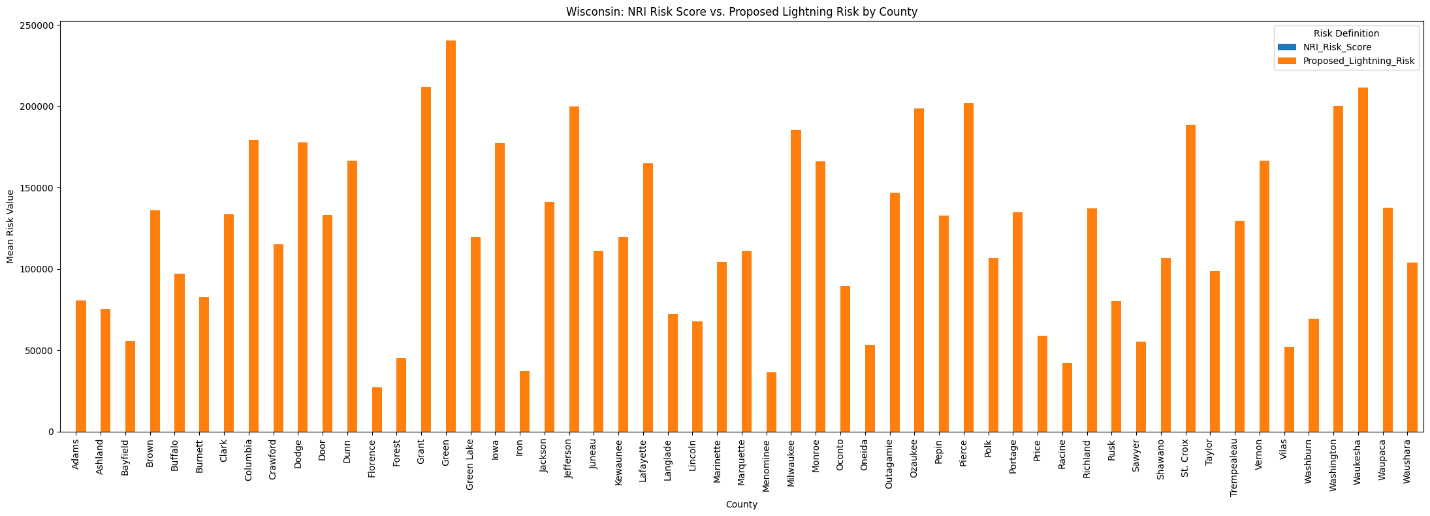 Wisconsin: NRI Risk Score vs. Proposed Lightning Risk by County
Risk Definition
NRI_Risk_Score
Proposed_Lightning_Risk
Mean Risk Value
250000
200000
150000
100000
50000
0
Adams
Ashland
Bayfield
Brown
Buffalo
Burnett
Clark
Columbia
Crawford
Dodge
Door
Dunn
Florence
Forest
Grant
Green
Green Lake
Iowa
Iron
Jackson
Jefferson
Juneau
Kewaunee
Lafayette
Langlade
Lincoln
Marinette
Marquette
Menominee
Milwaukee
Monroe
Oconto
Oneida
Outagamie
Ozaukee
Pepin
Pierce
Polk
Portage
Price
Racine
Richland
Rusk
Sawyer
Shawano
St. Croix
Taylor
Trempealeau
Vernon
Vilas
Washburn
Washington
Waukesha
Waupaca
Waushara
County